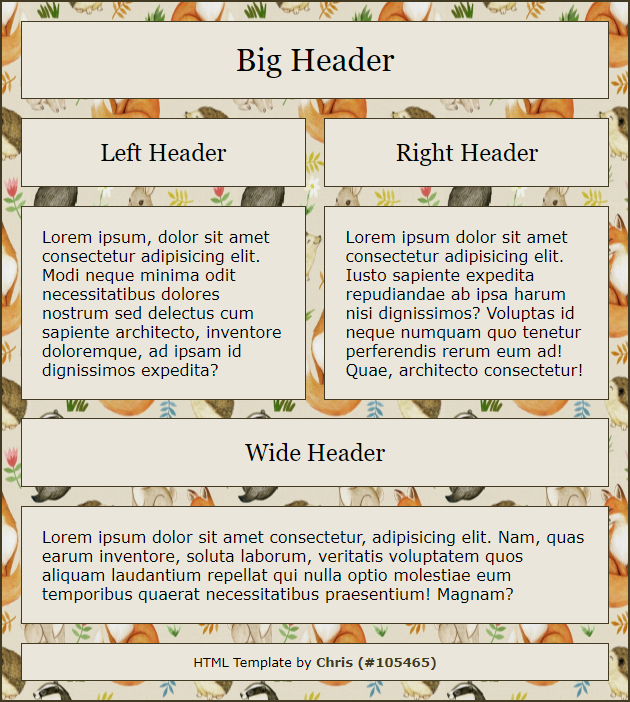 Big Header
Left Header
Right Header
Lorem ipsum, dolor sit amet
consectetur adipisicing elit.
Modi neque minima odit
necessitatibus dolores
nostrum sed delectus cum
sapiente architecto, inventore
doloremque, ad ipsam id
dignissimos expedita?
Lorem ipsum dolor sit amet
consectetur adipisicing elit.
Iusto sapiente expedita
repudiandae ab ipsa harum
nisi dignissimos? Voluptas id
neque numquam quo tenetur
perferendis rerum eum ad!
Quae, architecto consectetur!
Wide Header
Lorem ipsum dolor sit amet consectetur, adipisicing elit. Nam, quas
earum inventore, soluta laborum, veritatis voluptatem quos
aliquam laudantium repellat qui nulla optio molestiae eum
temporibus quaerat necessitatibus praesentium! Magnam?
HTML Template by Chris (#105465)